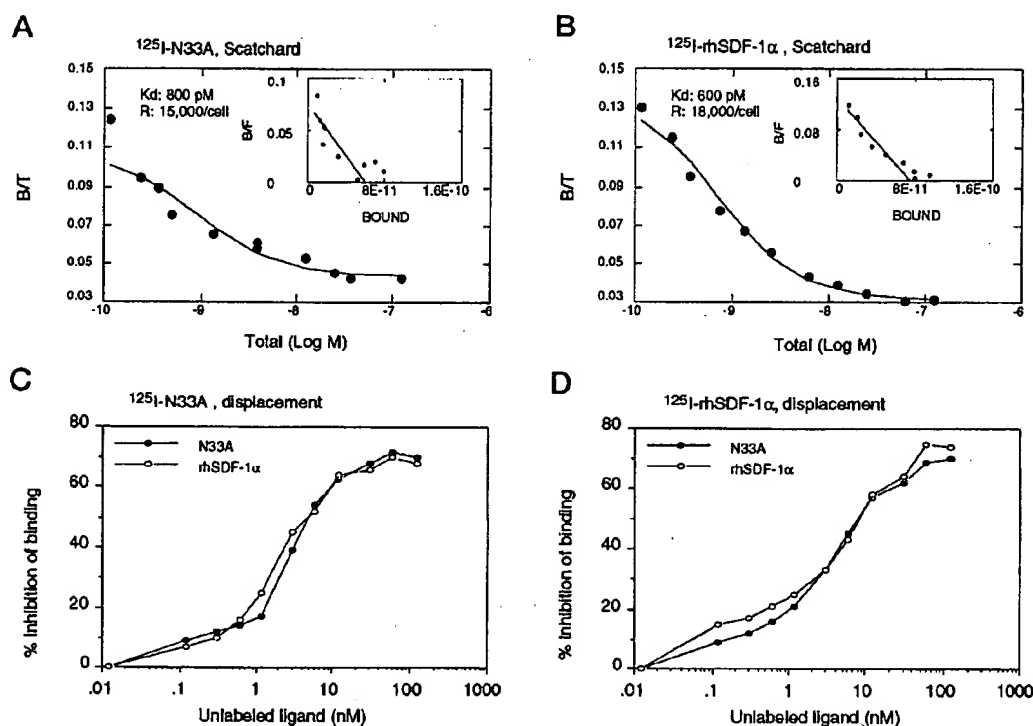 A
¹²⁵I-N33A, Scatchard
0.15
0.13
0.11
0.09
0.07
0.05
0.03
B/T
Kd: 800 pM
R: 15,000/cell
0.1
0.05
0
B/F
0
8E-11
1.6E-10
BOUND
-10
-9
-8
-7
-6
Total (Log M)
B
¹²⁵I-rhSDF-1α , Scatchard
0.15
0.13
0.11
0.09
0.07
0.05
0.03
B/T
Kd: 600 pM
R: 18,000/cell
0.16
0.08
0
B/F
0
8E-11
1.6E-10
BOUND
-10
-9
-8
-7
-6
Total (Log M)
C
¹²⁵I-N33A , displacement
80
60
40
20
0
% Inhibition of binding
N33A
rhSDF-1α
.01
.1
1
10
100
1000
Unlabeled ligand (nM)
D
¹²⁵I-rhSDF-1α, displacement
80
60
40
20
0
% Inhibition of binding
N33A
rhSDF-1α
.01
0.1
1
10
100
1000
Unlabeled ligand (nM)